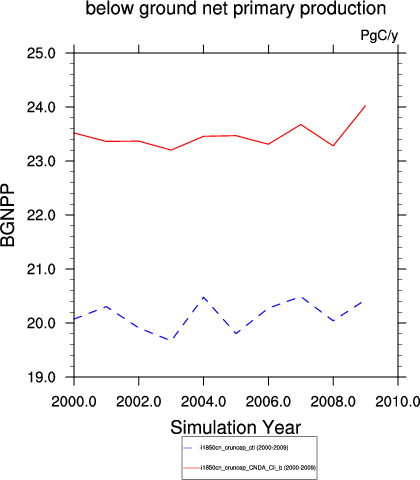 below ground net primary production
PgC/y
25.0
24.0
23.0
22.0
21.0
20.0
19.0
BGNPP
2000.0 2002.0 2004.0 2006.0 2008.0 2010.0
Simulation Year
i1850cn_cruncep_ctl (2000-2009)
i1850cn_cruncep_CNDA_Cli_b (2000-2009)